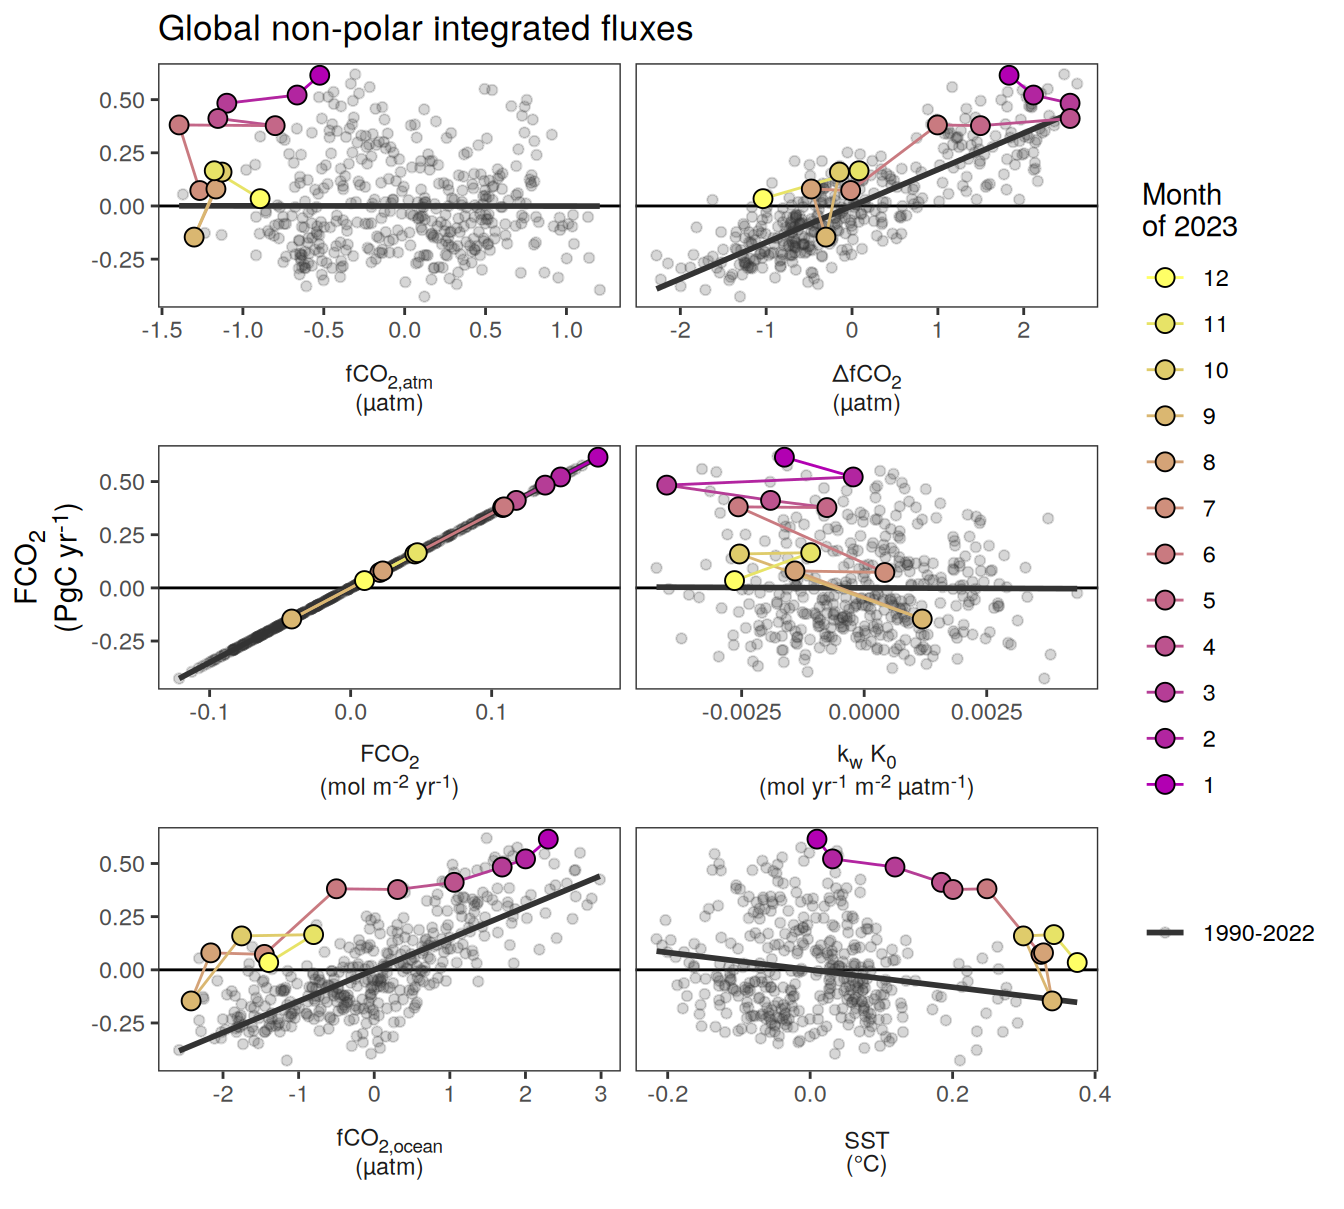 Global non-polar integrated fluxes
0.50
0.25
0.00
-0.25
-1.5 -1.0 -0.5 0.0 0.5 1.0
fCO2,atm
(µatm)
-2 -1 0 1 2
ΔfCO2
(µatm)
FCO2
(PgC yr-1)
0.50
0.25
0.00
-0.25
-0.1 0.0 0.1
FCO2
(mol m-2 yr-1)
-0.0025 0.0000 0.0025
kw K0
(mol yr-1 m-2 µatm-1)
0.50
0.25
0.00
-0.25
-2 -1 0 1 2 3
fCO2,ocean
(µatm)
-0.2 0.0 0.2 0.4
SST
(°C)
Month
of 2023
12
11
10
9
8
7
6
5
4
3
2
1
1990-2022